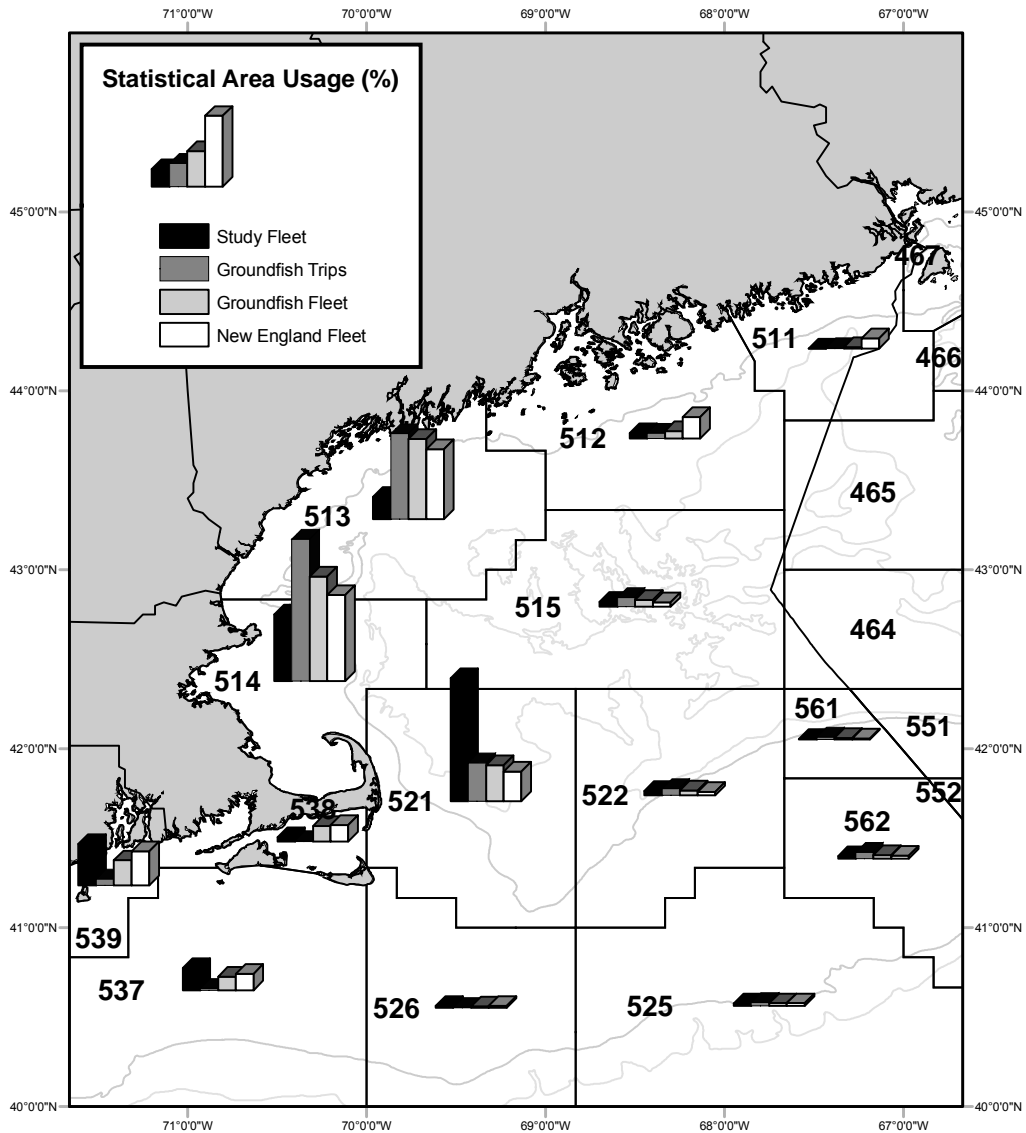 71°0'0"W 70°0'0"W 69°0'0"W 68°0'0"W 67°0'0"W
Statistical Area Usage (%)
Study Fleet
Groundfish Trips
Groundfish Fleet
New England Fleet
45°0'0"N 45°0'0"N
467
511
466
44°0'0"N 44°0'0"N
512
465
513
43°0'0"N 43°0'0"N
515
464
514
561
551
42°0'0"N 42°0'0"N
538
521
522
552
562
41°0'0"N 41°0'0"N
539
537
526
525
40°0'0"N 40°0'0"N
71°0'0"W 70°0'0"W 69°0'0"W 68°0'0"W 67°0'0"W